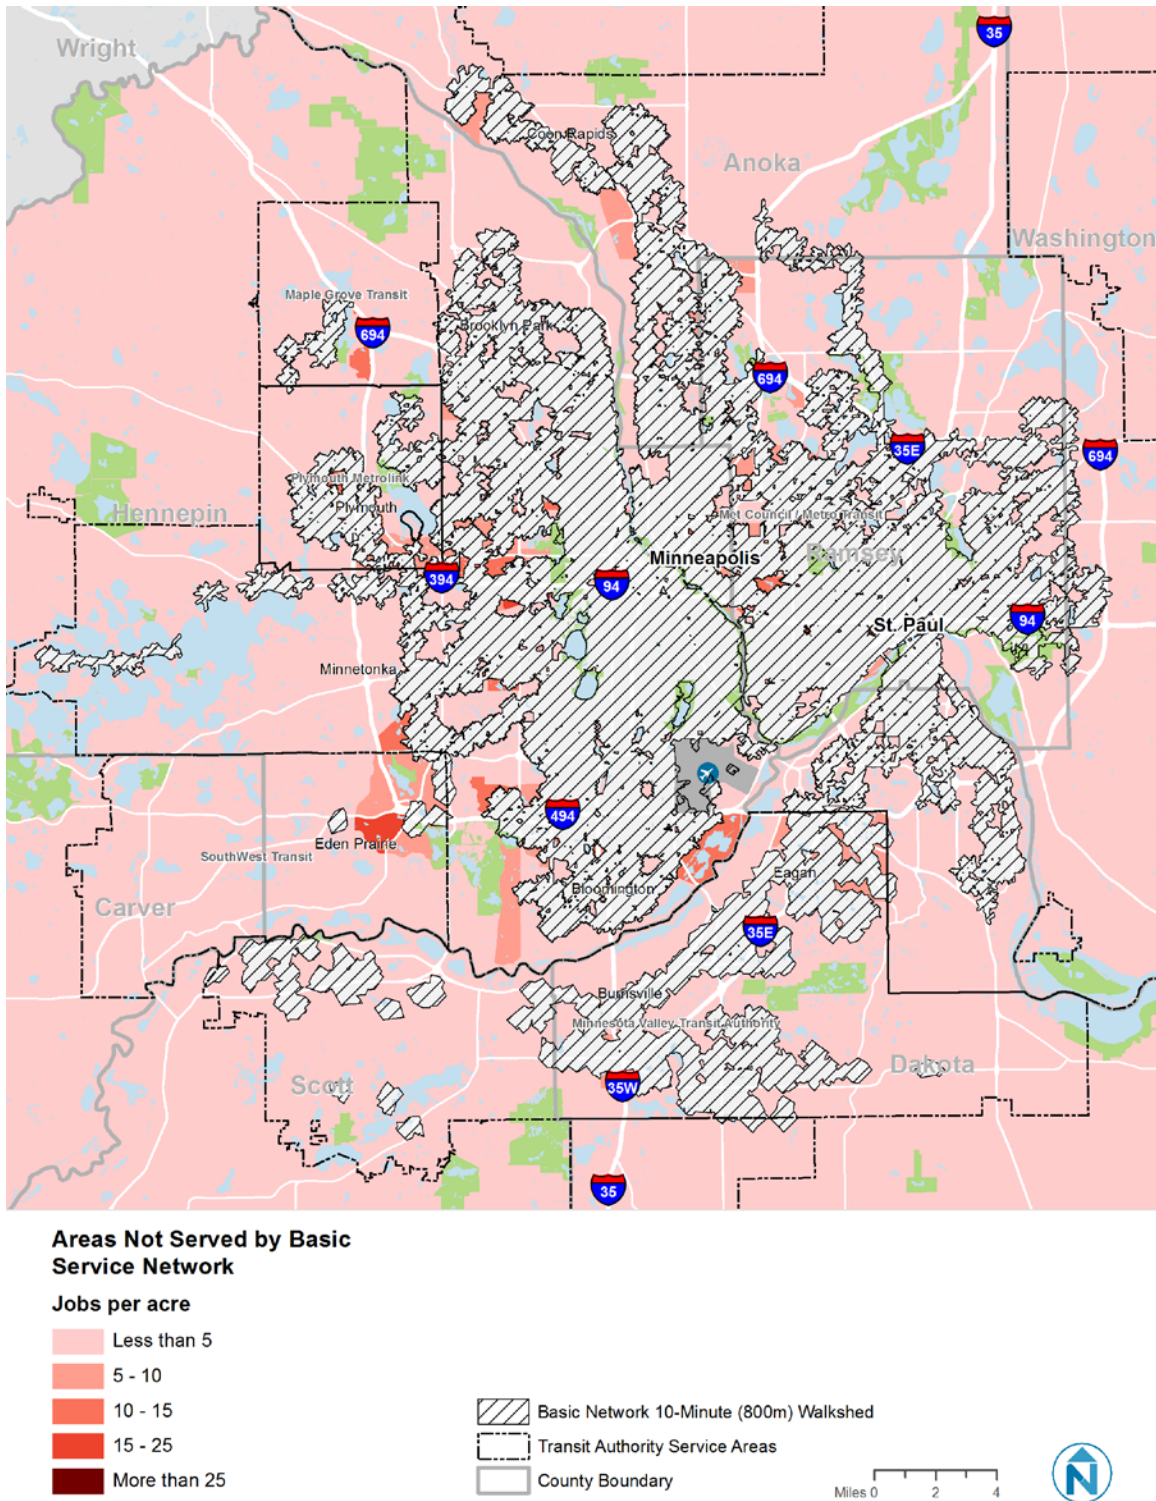 Wright
35
Coon Rapids
Anoka
Washington
Maple Grove Transit
694
Brooklyn Park
694
35E
694
Plymouth Metrolink
Plymouth
Hennepin
Met Council / Metro Transit
Ramsey
Minneapolis
394
94
94
St. Paul
Minnetonka
494
Eden Prairie
SouthWest Transit
Eagan
Bloomington
Carver
35E
Burnsville
Minnesota Valley Transit Authority
Dakota
Scott
35W
35
Areas Not Served by Basic
Service Network
Jobs per acre
Less than 5
5 - 10
10 - 15
15 - 25
More than 25
Basic Network 10-Minute (800m) Walkshed
Transit Authority Service Areas
County Boundary
Miles 0 2 4
N